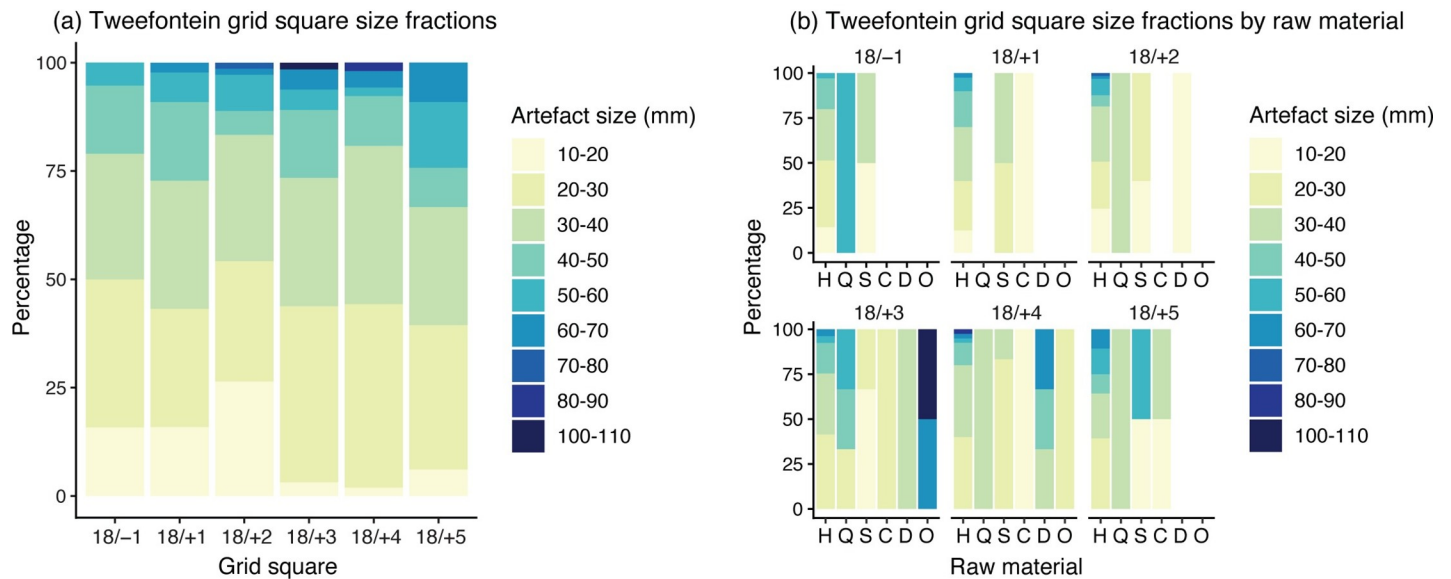 (a) Tweefontein grid square size fractions
100
75
50
25
0
Percentage
18/−1 18/+1 18/+2 18/+3 18/+4 18/+5
Grid square
Artefact size (mm)
10-20
20-30
30-40
40-50
50-60
60-70
70-80
80-90
100-110
(b) Tweefontein grid square size fractions by raw material
18/−1 18/+1 18/+2
100
75
50
25
0
H Q S C D O H Q S C D O H Q S C D O
Percentage
18/+3 18/+4 18/+5
100
75
50
25
0
H Q S C D O H Q S C D O H Q S C D O
Raw material
Artefact size (mm)
10-20
20-30
30-40
40-50
50-60
60-70
70-80
80-90
100-110